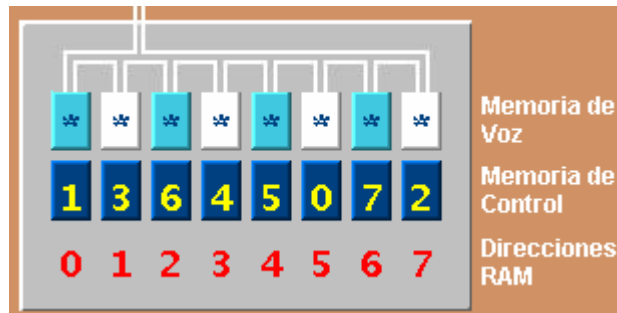 * * * * * * * *
Memoria de
Voz
1 3 6 4 5 0 7 2
Memoria de
Control
0 1 2 3 4 5 6 7
Direcciones
RAM